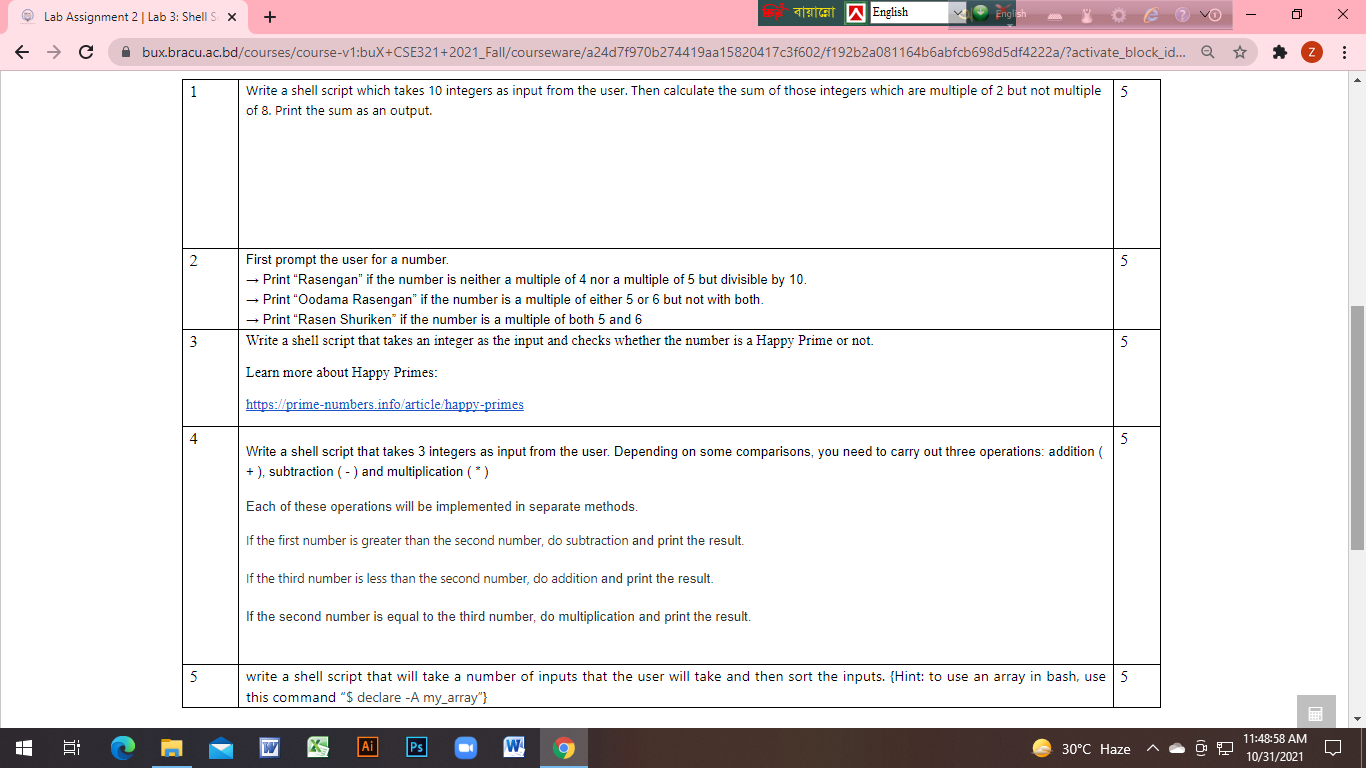 Lab Assignment 2 | Lab 3: Shell S
বায়ান্নো
English
English
bux.bracu.ac.bd/courses/course-v1:buX+CSE321+2021_Fall/courseware/a24d7f970b274419aa15820417c3f602/f192b2a081164b6abfcb698d5df4222a/?activate_block_id...
Z
1 Write a shell script which takes 10 integers as input from the user. Then calculate the sum of those integers which are multiple of 2 but not multiple 5
of 8. Print the sum as an output.
2 First prompt the user for a number. 5
→ Print “Rasengan” if the number is neither a multiple of 4 nor a multiple of 5 but divisible by 10.
→ Print “Oodama Rasengan” if the number is a multiple of either 5 or 6 but not with both.
→ Print “Rasen Shuriken” if the number is a multiple of both 5 and 6
3 Write a shell script that takes an integer as the input and checks whether the number is a Happy Prime or not. 5
Learn more about Happy Primes:
https://prime-numbers.info/article/happy-primes
4 5
Write a shell script that takes 3 integers as input from the user. Depending on some comparisons, you need to carry out three operations: addition (
+ ), subtraction ( - ) and multiplication ( * )
Each of these operations will be implemented in separate methods.
If the first number is greater than the second number, do subtraction and print the result.
If the third number is less than the second number, do addition and print the result.
If the second number is equal to the third number, do multiplication and print the result.
5 write a shell script that will take a number of inputs that the user will take and then sort the inputs. {Hint: to use an array in bash, use 5
this command “$ declare -A my_array”}
Ai
Ps
30°C Haze
11:48:58 AM
10/31/2021